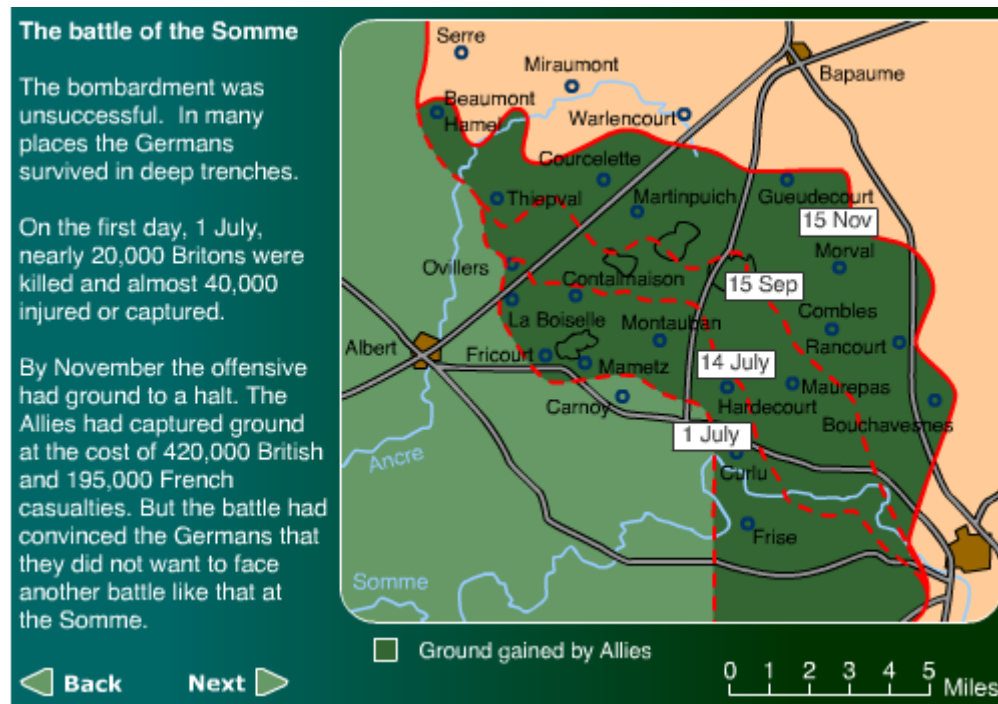 The battle of the Somme
The bombardment was
unsuccessful. In many
places the Germans
survived in deep trenches.
On the first day, 1 July,
nearly 20,000 Britons were
killed and almost 40,000
injured or captured.
By November the offensive
had ground to a halt. The
Allies had captured ground
at the cost of 420,000 British
and 195,000 French
casualties. But the battle had
convinced the Germans that
they did not want to face
another battle like that at
the Somme.
Back
Next
Serre
Miraumont
Bapaume
Beaumont
Hamel
Warlencourt
Courcelette
Thiepval
Martinpuich
Gueudecourt
15 Nov
Morval
Ovillers
Contalmaison
15 Sep
Combles
La Boiselle
Montauban
Rancourt
Albert
Fricourt
Mametz
14 July
Maurepas
Carnoy
Hardecourt
Bouchavesnes
1 July
Ancre
Curlu
Frise
Somme
Ground gained by Allies
0 1 2 3 4 5
Miles